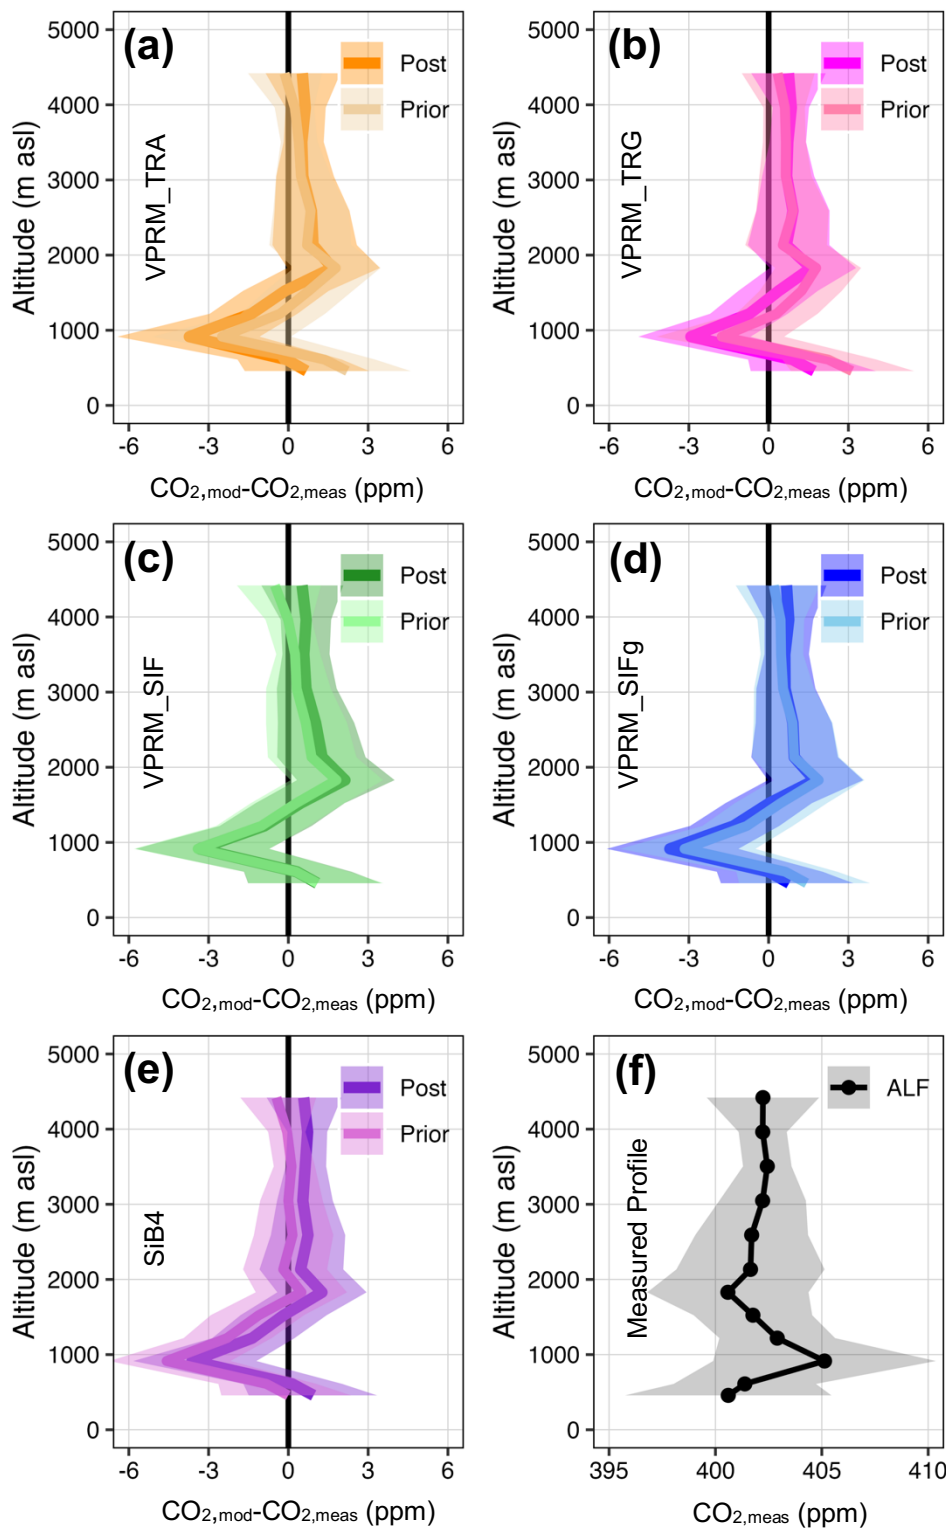 (a)
Post
Prior
VPRM_TRA
Altitude (m asl)
5000
4000
3000
2000
1000
0
-6 -3 0 3 6
CO2,mod-CO2,meas (ppm)
(b)
Post
Prior
VPRM_TRG
Altitude (m asl)
5000
4000
3000
2000
1000
0
-6 -3 0 3 6
CO2,mod-CO2,meas (ppm)
(c)
Post
Prior
VPRM_SIF
Altitude (m asl)
5000
4000
3000
2000
1000
0
-6 -3 0 3 6
CO2,mod-CO2,meas (ppm)
(d)
Post
Prior
VPRM_SIFg
Altitude (m asl)
5000
4000
3000
2000
1000
0
-6 -3 0 3 6
CO2,mod-CO2,meas (ppm)
(e)
Post
Prior
SiB4
Altitude (m asl)
5000
4000
3000
2000
1000
0
-6 -3 0 3 6
CO2,mod-CO2,meas (ppm)
(f)
ALF
Measured Profile
Altitude (m asl)
5000
4000
3000
2000
1000
0
395 400 405 410
CO2,meas (ppm)